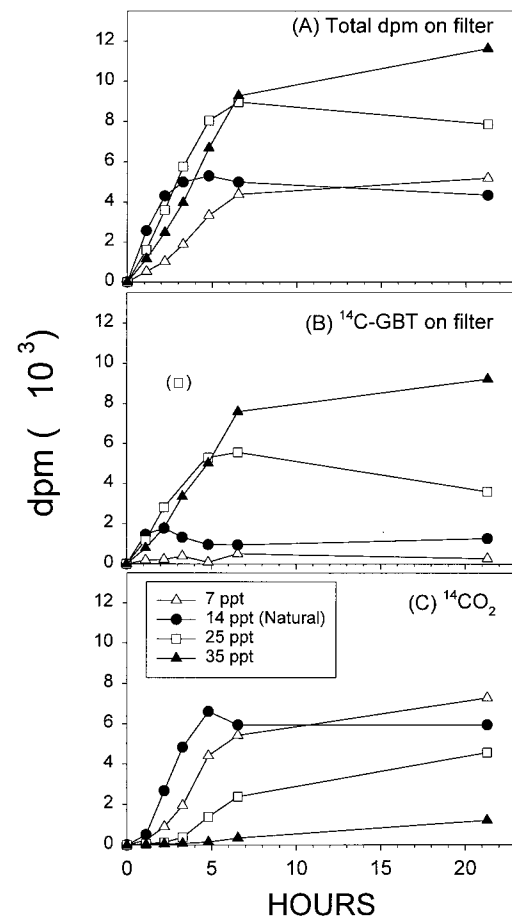 (A) Total dpm on filter
12
10
8
6
4
2
0
(B) ¹⁴C-GBT on filter
12
10
8
6
4
2
0
( )
dpm ( 10³)
(C) ¹⁴CO₂
7 ppt
14 ppt (Natural)
25 ppt
35 ppt
12
10
8
6
4
2
0
0 5 10 15 20
HOURS